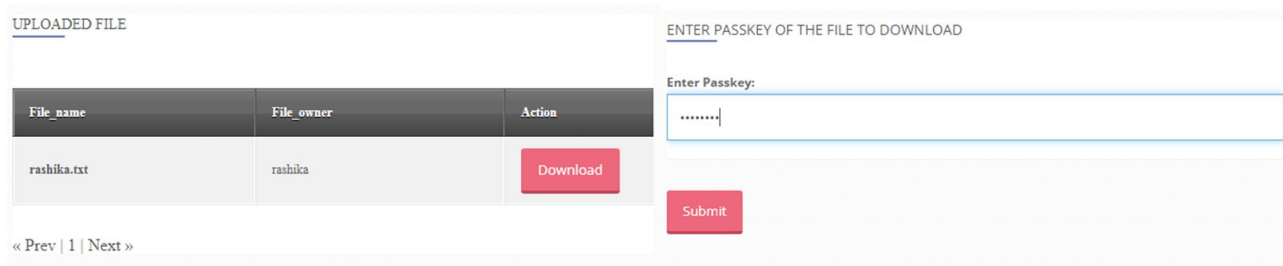 UPLOADED FILE
File_name File_owner Action
rashika.txt rashika Download
« Prev | 1 | Next »
ENTER PASSKEY OF THE FILE TO DOWNLOAD
Enter Passkey:
••••••••
Submit